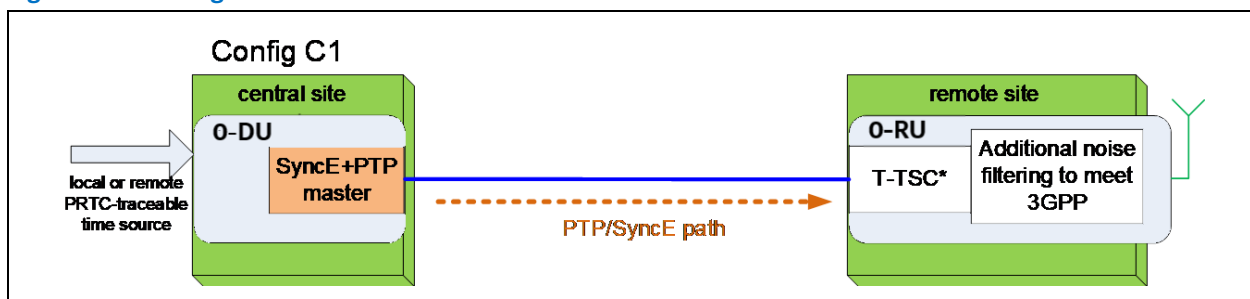 Config C1
central site
O-DU
SyncE+PTP
master
local or remote
PRTC-traceable
time source
PTP/SyncE path
remote site
O-RU
T-TSC*
Additional noise
filtering to meet
3GPP